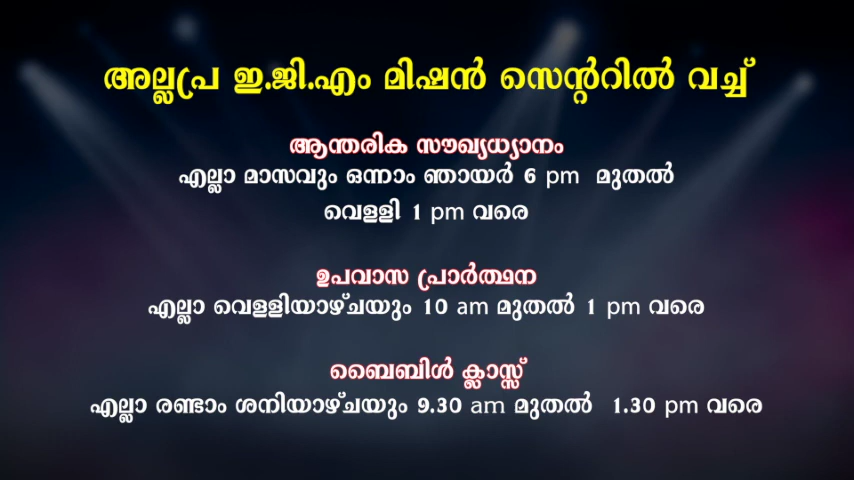 അല്ലപ്ര ഇ.ജി.എം മിഷൻ സെന്ററിൽ വച്ച്
ആന്തരിക സൗഖ്യധ്യാനം
എല്ലാ മാസവും ഒന്നാം ഞായർ 6 pm മുതൽ
വെള്ളി 1 pm വരെ
ഉപവാസ പ്രാർത്ഥന
എല്ലാ വെള്ളിയാഴ്ചയും 10 am മുതൽ 1 pm വരെ
ബൈബിൾ ക്ലാസ്സ്
എല്ലാ രണ്ടാം ശനിയാഴ്ചയും 9.30 am മുതൽ 1.30 pm വരെ